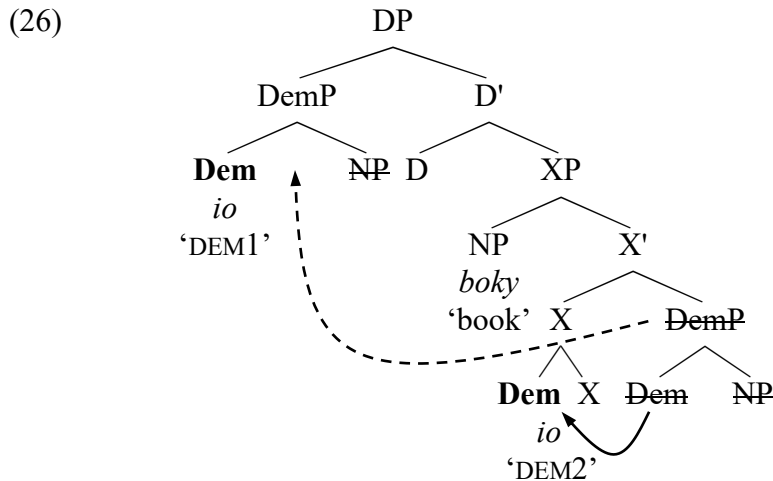 (26) DP
DemP D'
Dem NP D XP
io
'DEM1' NP X'
boky
'book' X DemP
Dem X Dem NP
io
'DEM2'